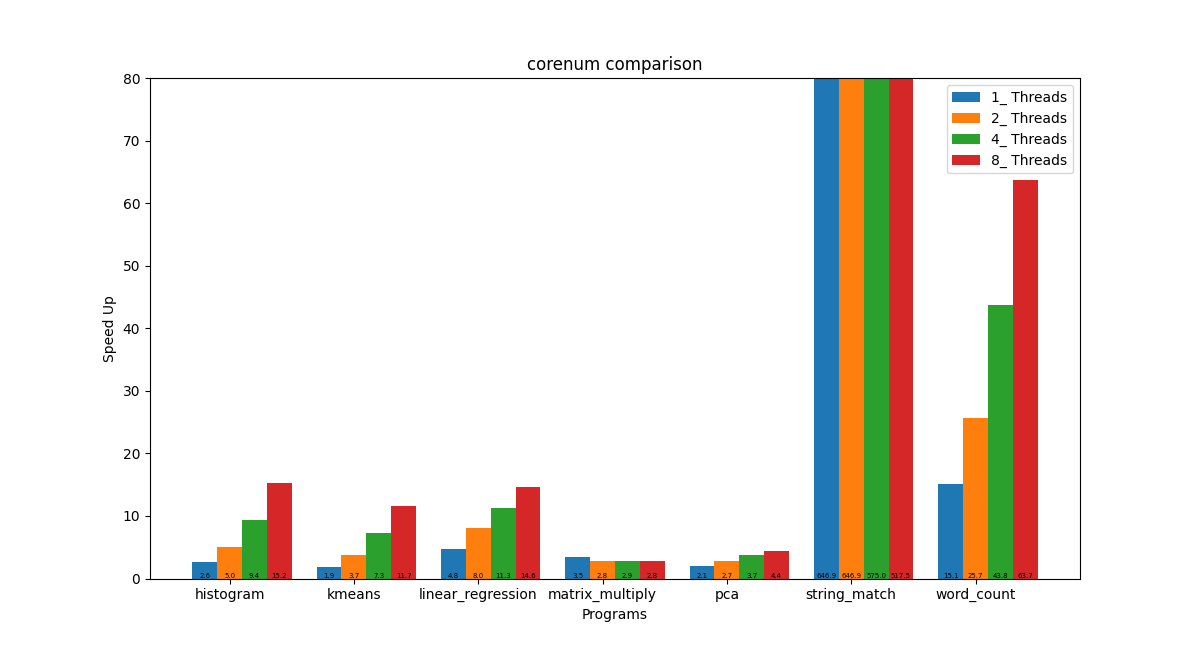 corenum comparison
80
70
60
50
40
30
20
10
0
Speed Up
1_ Threads
2_ Threads
4_ Threads
8_ Threads
2.6 5.0 9.4 15.2 1.9 3.7 7.3 11.7 4.8 8.0 11.3 14.6 3.5 2.8 2.9 2.8 2.1 2.7 3.7 4.4 646.9 646.9 575.0 517.5 15.1 25.7 43.8 63.7
histogram kmeans linear_regression matrix_multiply pca string_match word_count
Programs